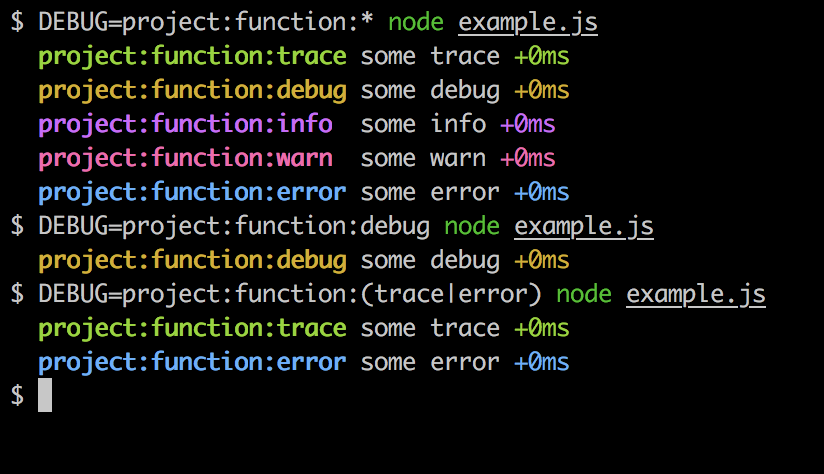 $ DEBUG=project:function:* node example.js
project:function:trace some trace +0ms
project:function:debug some debug +0ms
project:function:info some info +0ms
project:function:warn some warn +0ms
project:function:error some error +0ms
$ DEBUG=project:function:debug node example.js
project:function:debug some debug +0ms
$ DEBUG=project:function:(trace|error) node example.js
project:function:trace some trace +0ms
project:function:error some error +0ms
$